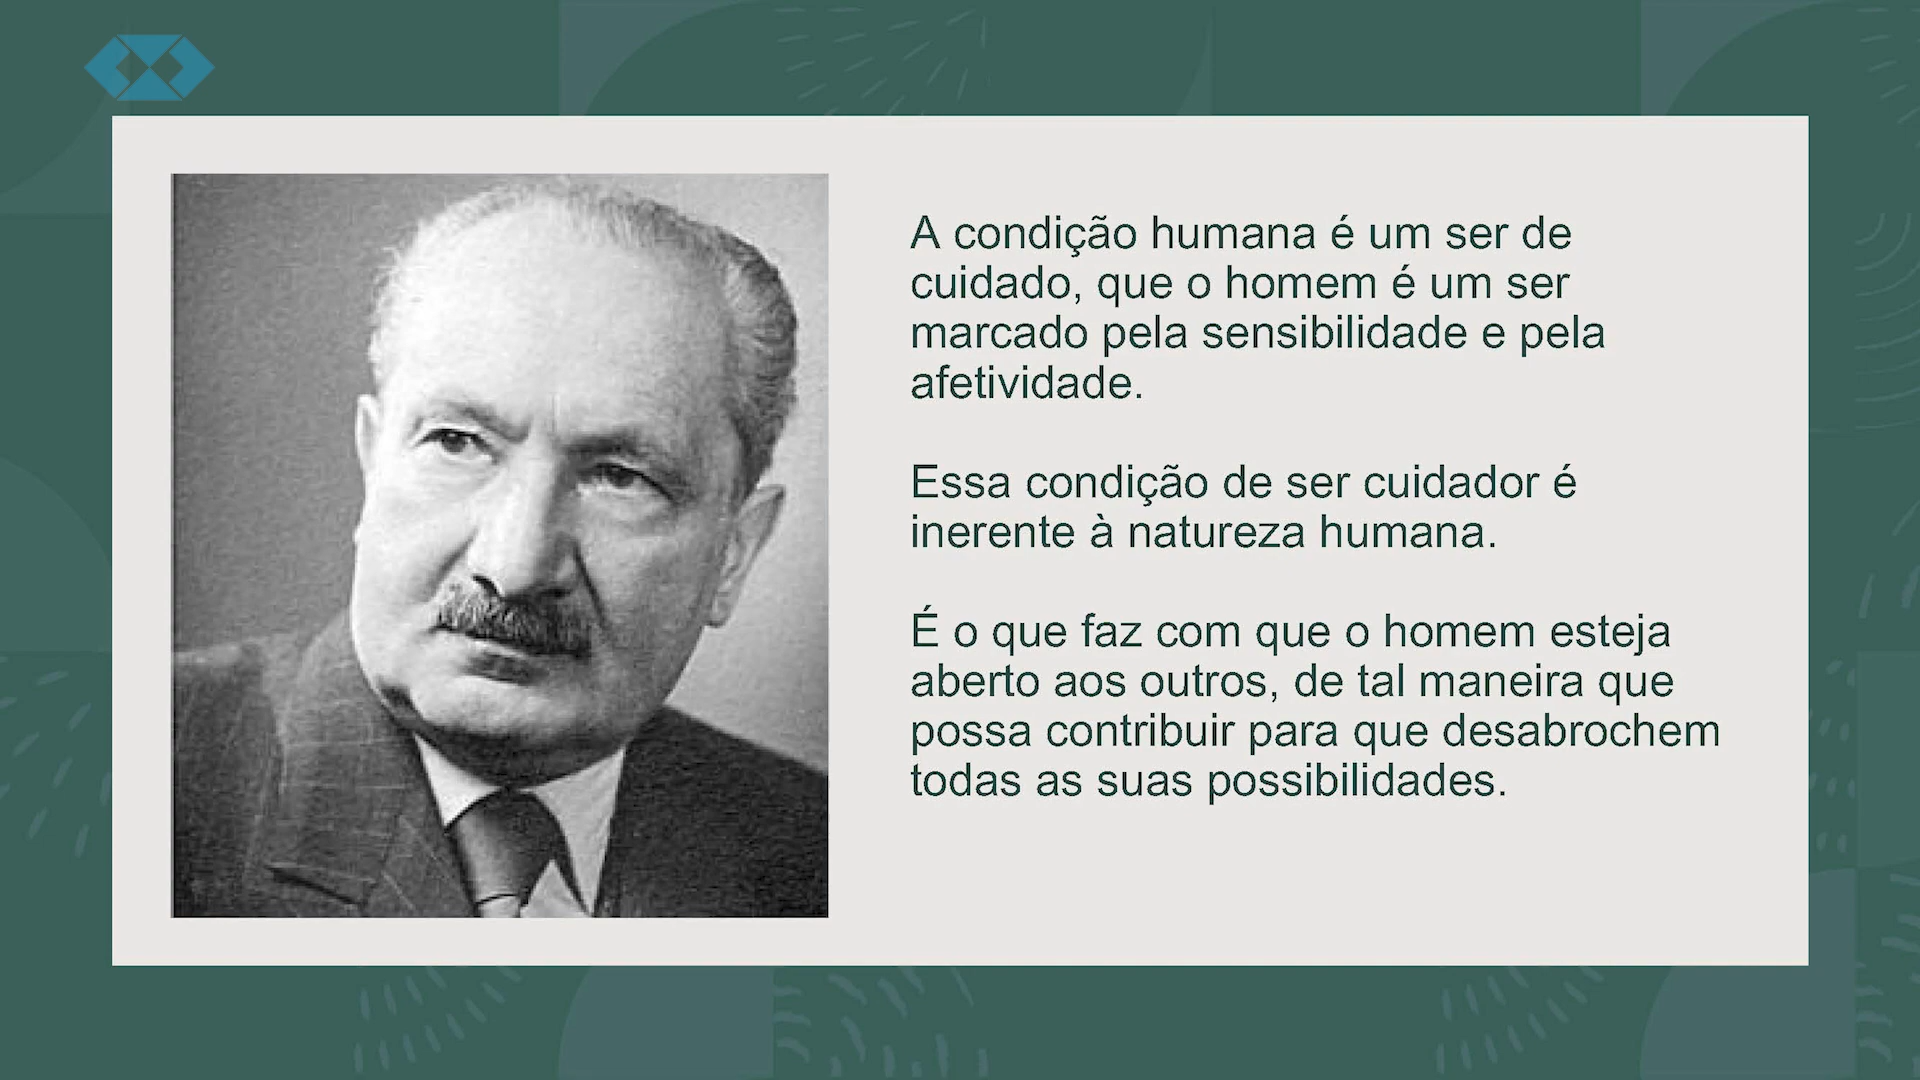 A condição humana é um ser de
cuidado, que o homem é um ser
marcado pela sensibilidade e pela
afetividade.
Essa condição de ser cuidador é
inerente à natureza humana.
É o que faz com que o homem esteja
aberto aos outros, de tal maneira que
possa contribuir para que desabrochem
todas as suas possibilidades.